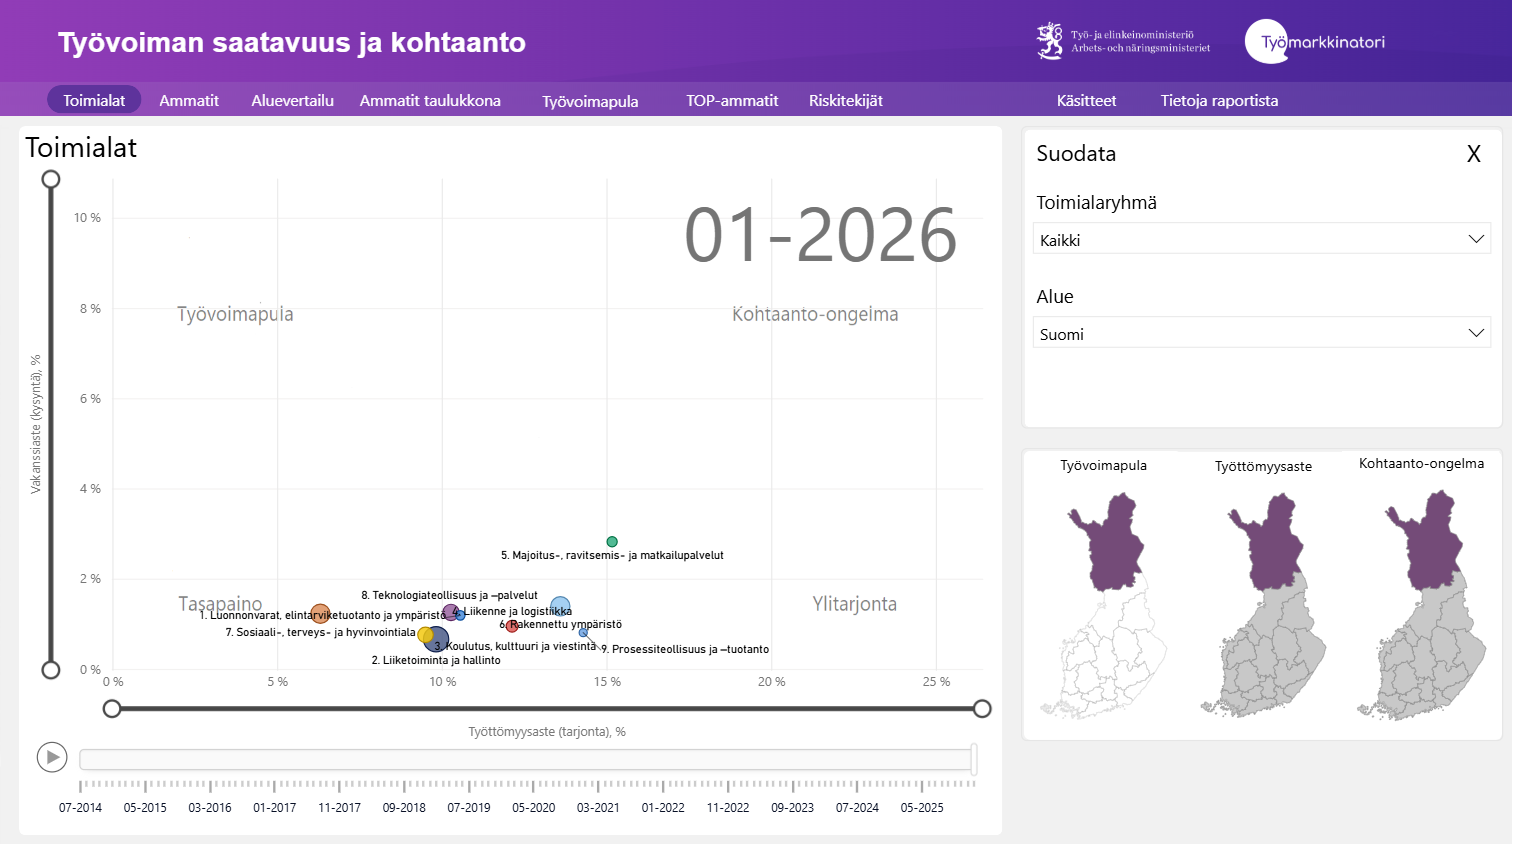 Työvoiman saatavuus ja kohtaanto
Työ- ja elinkeinoministeriö
Arbets- och näringsministeriet
Työmarkkinatori
Toimialat
Ammatit
Aluevertailu
Ammatit taulukkona
Työvoimapula
TOP-ammatit
Riskitekijät
Käsitteet
Tietoja raportista
Toimialat
01-2026
10 %
8 %
6 %
4 %
2 %
0 %
Vakanssiaste (kysyntä), %
Työvoimapula
Kohtaanto-ongelma
Tasapaino
Ylitarjonta
5. Majoitus-, ravitsemis- ja matkailupalvelut
8. Teknologiateollisuus ja –palvelut
1. Luonnonvarat, elintarviketuotanto ja ympäristö
4. Liikenne ja logistiikka
6. Rakennettu ympäristö
7. Sosiaali-, terveys- ja hyvinvointiala
3. Koulutus, kulttuuri ja viestintä
9. Prosessiteollisuus ja –tuotanto
2. Liiketoiminta ja hallinto
0 %
5 %
10 %
15 %
20 %
25 %
Työttömyysaste (tarjonta), %
07-2014
05-2015
03-2016
01-2017
11-2017
09-2018
07-2019
05-2020
03-2021
01-2022
11-2022
09-2023
07-2024
05-2025
Suodata
X
Toimialaryhmä
Kaikki
Alue
Suomi
Työvoimapula
Työttömyysaste
Kohtaanto-ongelma